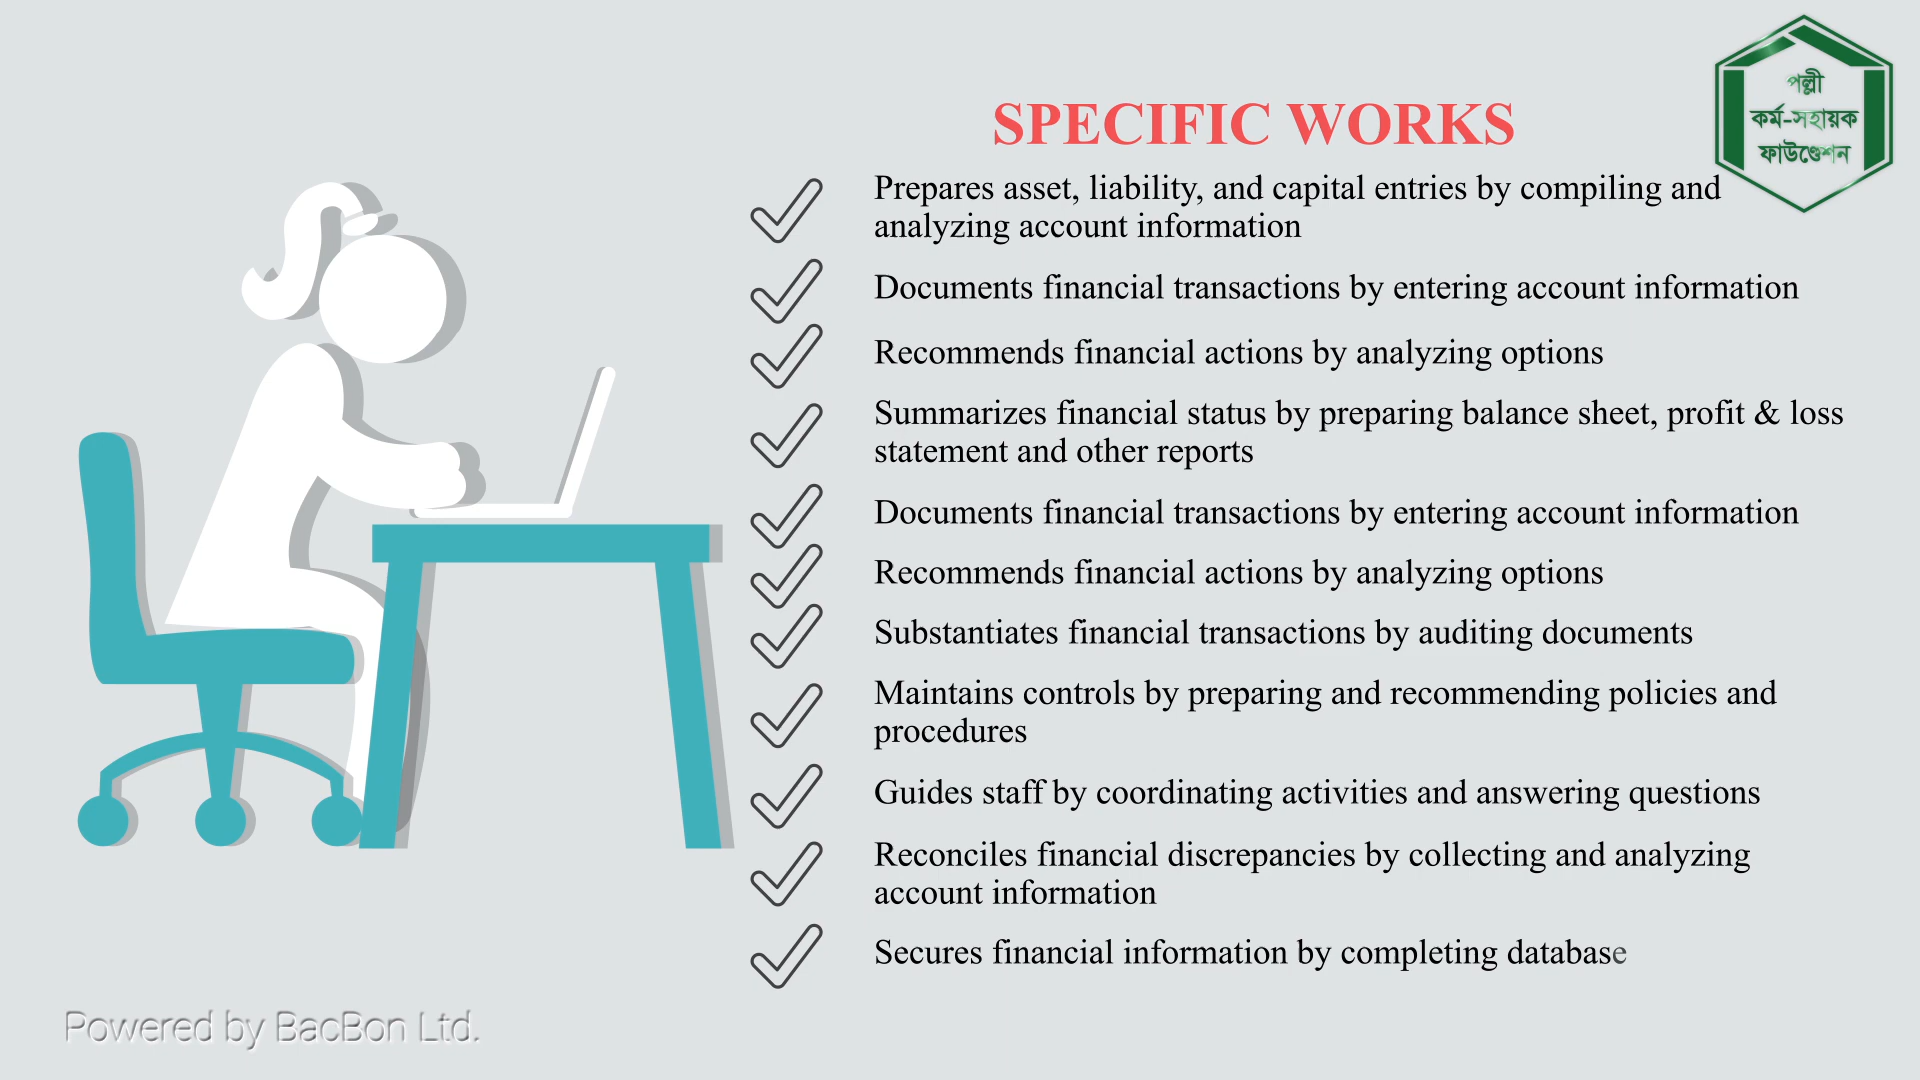 পল্লী
কর্ম-সহায়ক
ফাউণ্ডেশন
SPECIFIC WORKS
Prepares asset, liability, and capital entries by compiling and
analyzing account information
Documents financial transactions by entering account information
Recommends financial actions by analyzing options
Summarizes financial status by preparing balance sheet, profit & loss
statement and other reports
Documents financial transactions by entering account information
Recommends financial actions by analyzing options
Substantiates financial transactions by auditing documents
Maintains controls by preparing and recommending policies and
procedures
Guides staff by coordinating activities and answering questions
Reconciles financial discrepancies by collecting and analyzing
account information
Secures financial information by completing database
Powered by BacBon Ltd.